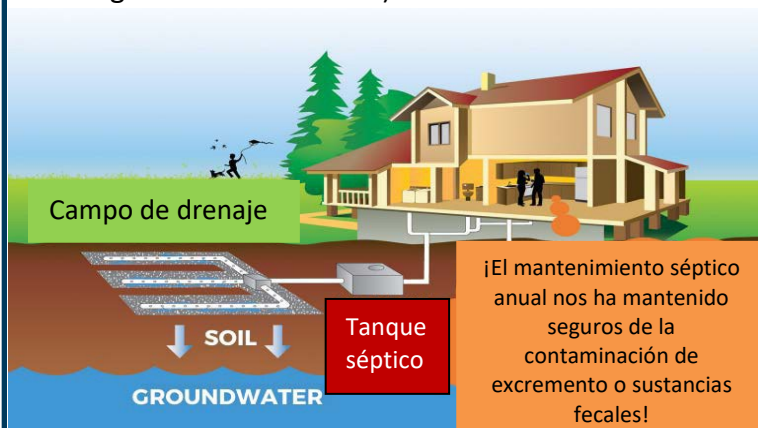 Campo de drenaje
Tanque
séptico
¡El mantenimiento séptico
anual nos ha mantenido
seguros de la
contaminación de
excremento o sustancias
fecales!
SOIL
GROUNDWATER